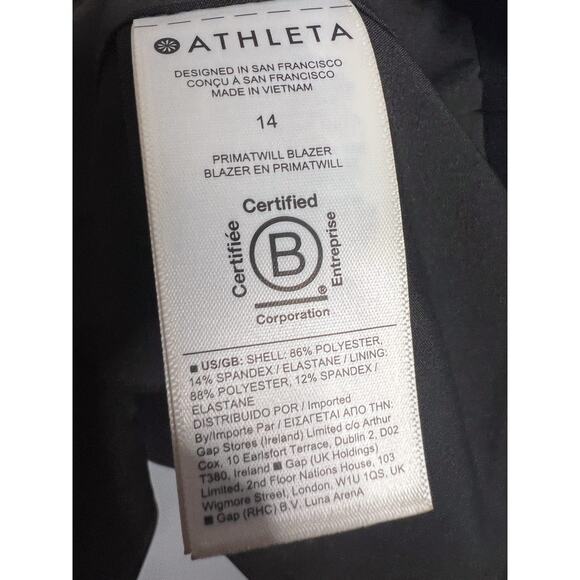 ATHLETA
DESIGNED IN SAN FRANCISCO
CONÇU À SAN FRANCISCO
MADE IN VIETNAM
14
PRIMATWILL BLAZER
BLAZER EN PRIMATWILL
Certified
Certifiée
B
Entreprise
®
Corporation
■ US/GB: SHELL: 86% POLYESTER,
14% SPANDEX / ELASTANE / LINING:
88% POLYESTER, 12% SPANDEX /
ELASTANE
DISTRIBUIDO POR / Imported
By/Importe Par / ΕΙΣΑΓΕΤΑΙ ΑΠΟ ΤΗΝ:
Gap Stores (Ireland) Limited c/o Arthur
Cox, 10 Earlsfort Terrace, Dublin 2, D02
T380, Ireland ■ Gap (UK Holdings)
Limited, 2nd Floor Nations House, 103
Wigmore Street, London, W1U 1QS, UK
■ Gap (RHC) B.V. Luna ArenA